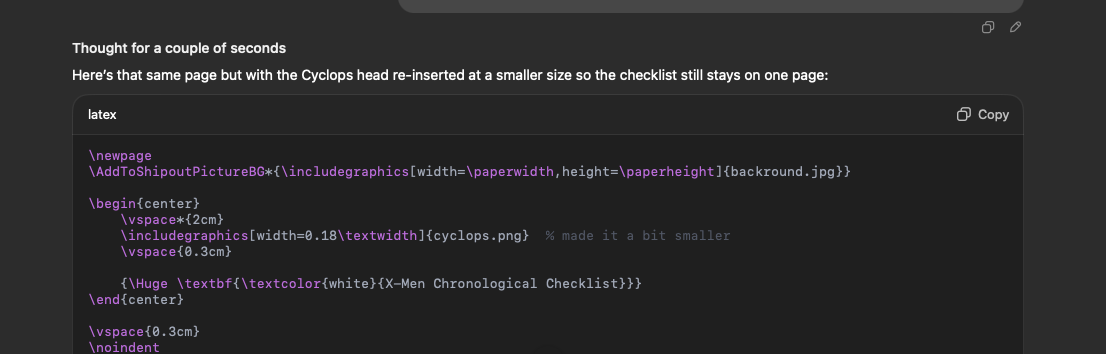 Thought for a couple of seconds
Here’s that same page but with the Cyclops head re-inserted at a smaller size so the checklist still stays on one page:
latex
Copy
\newpage
\AddToShipoutPictureBG*{\includegraphics[width=\paperwidth,height=\paperheight]{backround.jpg}}
\begin{center}
    \vspace*{2cm}
    \includegraphics[width=0.18\textwidth]{cyclops.png}  % made it a bit smaller
    \vspace{0.3cm}
    {\Huge \textbf{\textcolor{white}{X-Men Chronological Checklist}}}
\end{center}
\vspace{0.3cm}
\noindent